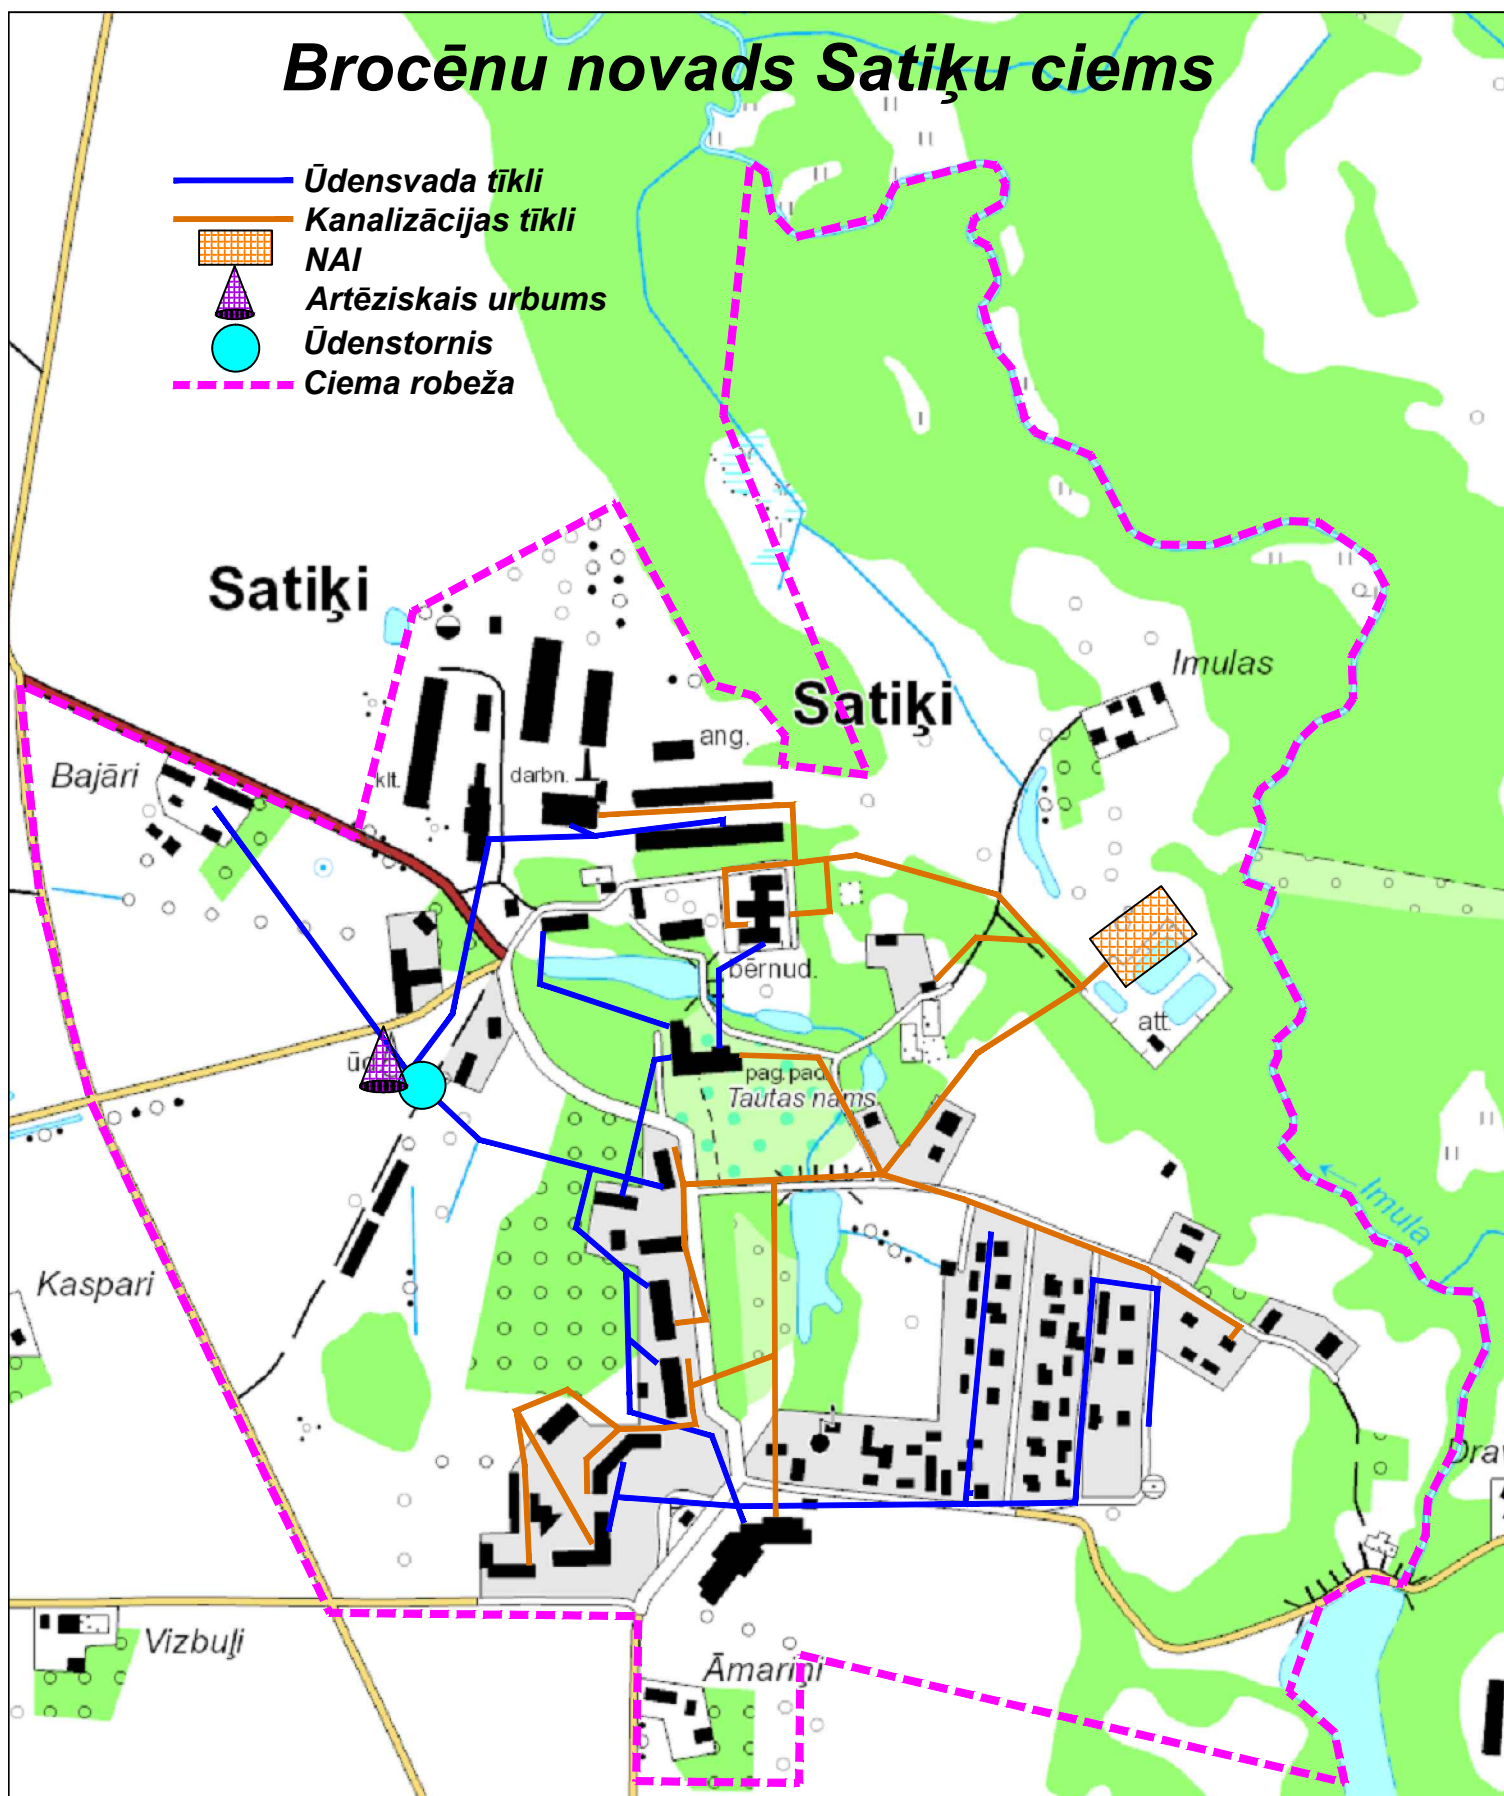 Brocēnu novads Satiķu ciems
Ūdensvada tīkli
Kanalizācijas tīkli
NAI
Artēziskais urbums
Ūdenstornis
Ciema robeža
Satiķi
Imulas
Satiķi
ang.
Bajāri
klt.
darbn.
bērnud.
att.
pag.pad.
Tautas nams
Imula
Kaspari
Vizbuļi
Āmariņi